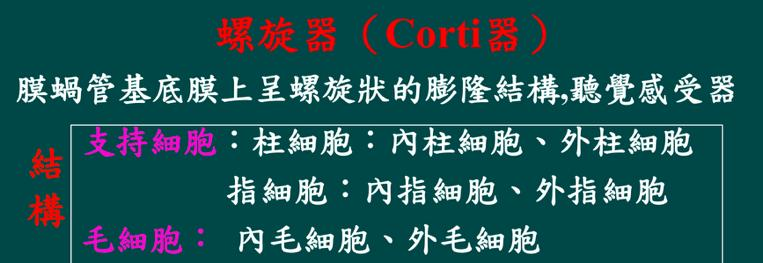 螺旋器（Corti器）
膜蝸管基底膜上呈螺旋狀的膨隆結構,聽覺感受器
結構
支持細胞：柱細胞：內柱細胞、外柱細胞
指細胞：內指細胞、外指細胞
毛細胞： 內毛細胞、外毛細胞